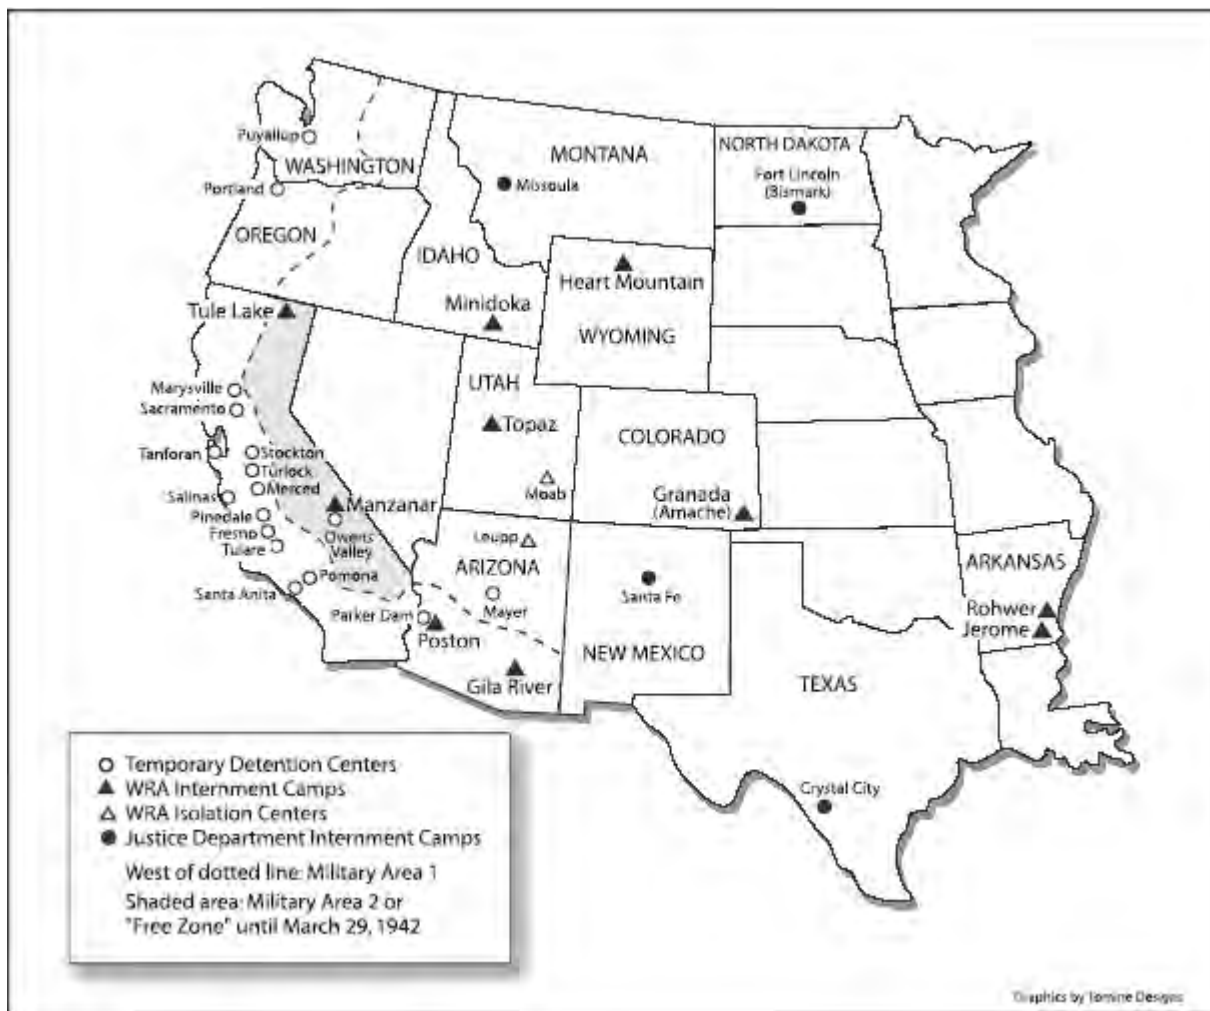 Puyallup
WASHINGTON
MONTANA
NORTH DAKOTA
Fort Lincoln
(Bismark)
Portland
Missoula
OREGON
IDAHO
Heart Mountain
Tule Lake
Minidoka
WYOMING
Marysville
UTAH
Sacramento
Topaz
COLORADO
Tanforan
Stockton
Turlock
Merced
Moab
Salinas
Manzanar
Granada
(Amache)
Pinedale
Fresno
Owens
Valley
Tulare
Leupp
ARIZONA
ARKANSAS
Pomona
Santa Anita
Mayer
Santa Fe
Rohwer
Parker Dam
Jerome
Poston
NEW MEXICO
Gila River
TEXAS
Crystal City
Temporary Detention Centers
WRA Internment Camps
WRA Isolation Centers
Justice Department Internment Camps
West of dotted line: Military Area 1
Shaded area: Military Area 2 or
"Free Zone" until March 29, 1942
Graphics by Tomine Designs